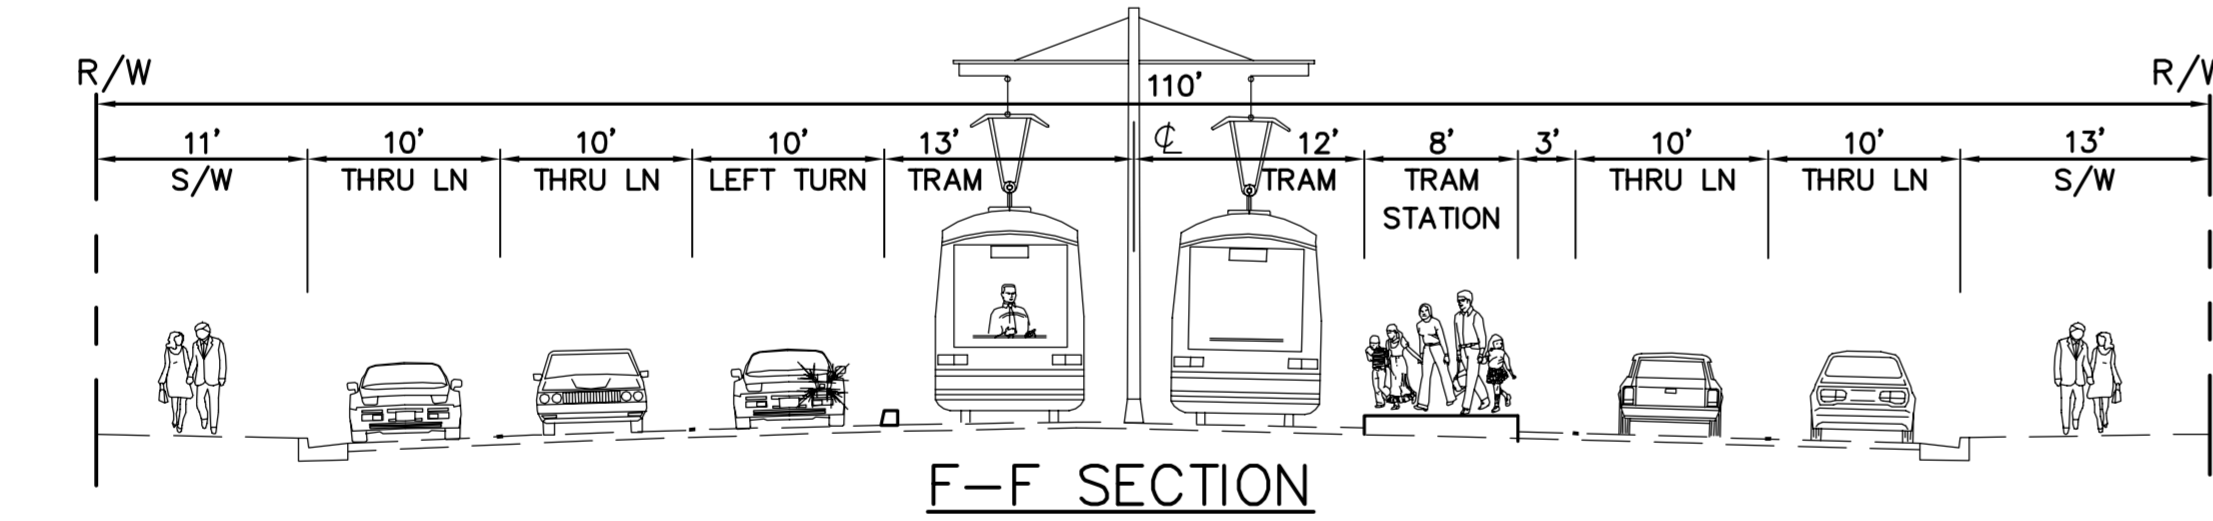 R/W R/W
110'
11' 10' 10' 10' 13' ℄ 12' 8' 3' 10' 10' 13'
S/W THRU LN THRU LN LEFT TURN TRAM TRAM TRAM THRU LN THRU LN S/W
STATION
F-F SECTION